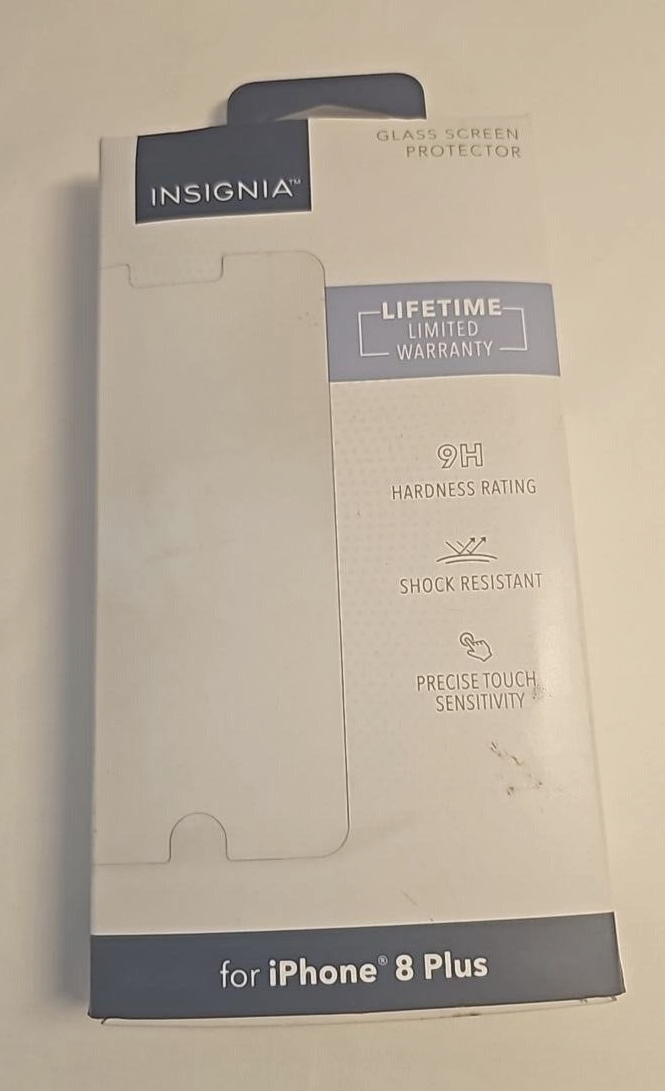 INSIGNIA™
GLASS SCREEN
PROTECTOR
LIFETIME
LIMITED
WARRANTY
9H
HARDNESS RATING
SHOCK RESISTANT
PRECISE TOUCH
SENSITIVITY
for iPhone® 8 Plus